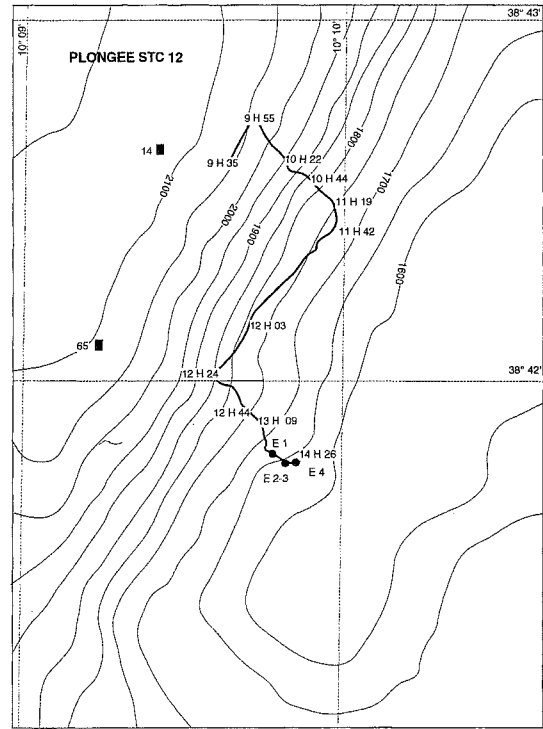 10° 09'
10° 10'
38° 43'
PLONGEE STC 12
9 H 55
1800
14
9 H 35
10 H 22
10 H 44
1700
2100
11 H 19
2000
11 H 42
1900
1600
12 H 03
65
12 H 24
38° 42'
12 H 44
13 H 09
E 1
14 H 26
E 2-3
E 4